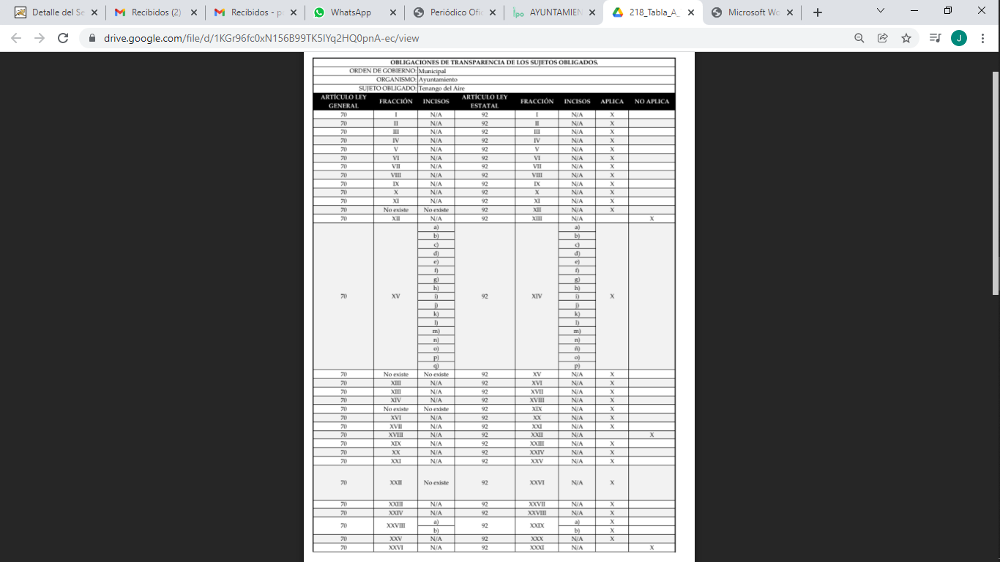 Detalle del Se
Recibidos (2)
Recibidos - p
WhatsApp
Periódico Ofic
AYUNTAMIEN
218_Tabla_A_
Microsoft Wo
drive.google.com/file/d/1KGr96fc0xN156B99TK5IYq2HQ0pnA-ec/view
J
OBLIGACIONES DE TRANSPARENCIA DE LOS SUJETOS OBLIGADOS.
ORDEN DE GOBIERNO: Municipal
ORGANISMO: Ayuntamiento
SUJETO OBLIGADO: Tenango del Aire
ARTÍCULO LEY GENERAL FRACCIÓN INCISOS ARTÍCULO LEY ESTATAL FRACCIÓN INCISOS APLICA NO APLICA
70 I N/A 92 I N/A X
70 II N/A 92 II N/A X
70 III N/A 92 III N/A X
70 IV N/A 92 IV N/A X
70 V N/A 92 V N/A X
70 VI N/A 92 VI N/A X
70 VII N/A 92 VII N/A X
70 VIII N/A 92 VIII N/A X
70 IX N/A 92 IX N/A X
70 X N/A 92 X N/A X
70 XI N/A 92 XI N/A X
70 No existe No existe 92 XII N/A X
70 XII N/A 92 XIII N/A X
a) a)
b) b)
c) c)
d) d)
e) e)
f) f)
g) g)
h) h)
70 XV i) 92 XIV i) X
j) j)
k) k)
l) l)
m) m)
n) n)
o) ñ)
p) o)
q) p)
70 No existe No existe 92 XV N/A X
70 XIII N/A 92 XVI N/A X
70 XIII N/A 92 XVII N/A X
70 XIV N/A 92 XVIII N/A X
70 No existe No existe 92 XIX N/A X
70 XVI N/A 92 XX N/A X
70 XVII N/A 92 XXI N/A X
70 XVIII N/A 92 XXII N/A X
70 XIX N/A 92 XXIII N/A X
70 XX N/A 92 XXIV N/A X
70 XXI N/A 92 XXV N/A X
70 XXII No existe 92 XXVI N/A X
70 XXIII N/A 92 XXVII N/A X
70 XXIV N/A 92 XXVIII N/A X
70 XXVIII a) 92 XXIX a) X
b) b) X
70 XXV N/A 92 XXX N/A X
70 XXVI N/A 92 XXXI N/A X